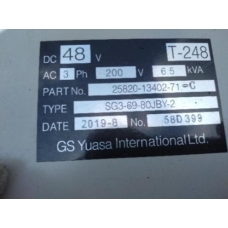 DC 48 V T-248
AC 3 Ph 200 V 6.5 kVA
PART No. 25820-13402-71-C
TYPE SG3-69-80JBY-2
DATE 2019-8 No. 58D399
GS Yuasa International Ltd.